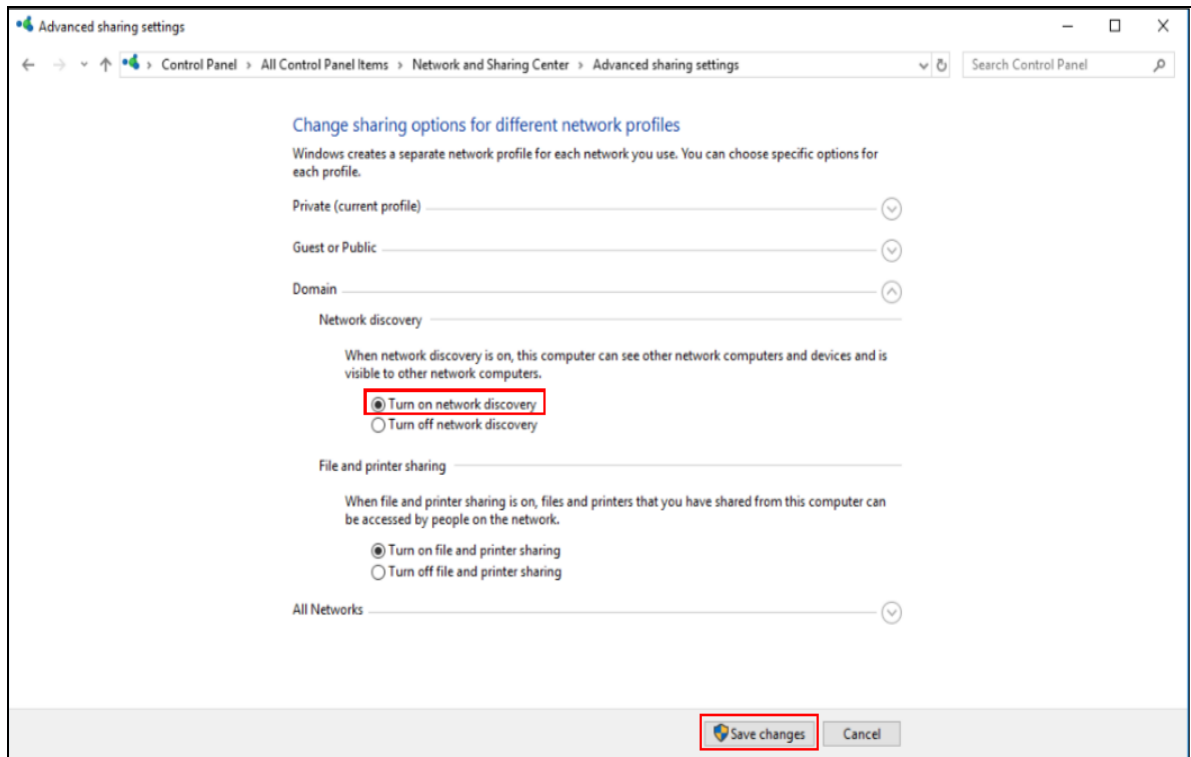 Advanced sharing settings
Control Panel > All Control Panel Items > Network and Sharing Center > Advanced sharing settings
Search Control Panel
Change sharing options for different network profiles
Windows creates a separate network profile for each network you use. You can choose specific options for
each profile.
Private (current profile)
Guest or Public
Domain
Network discovery
When network discovery is on, this computer can see other network computers and devices and is
visible to other network computers.
Turn on network discovery
Turn off network discovery
File and printer sharing
When file and printer sharing is on, files and printers that you have shared from this computer can
be accessed by people on the network.
Turn on file and printer sharing
Turn off file and printer sharing
All Networks
Save changes
Cancel